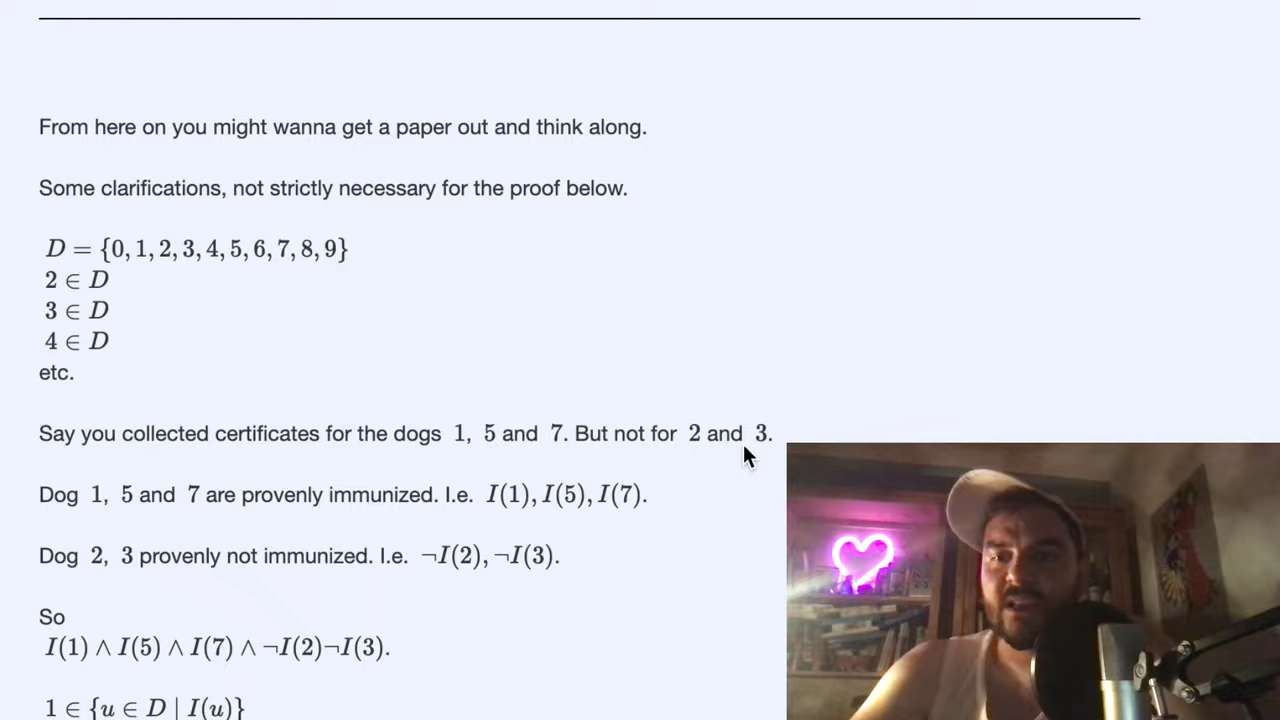 From here on you might wanna get a paper out and think along.
Some clarifications, not strictly necessary for the proof below.
D = {0, 1, 2, 3, 4, 5, 6, 7, 8, 9}
2 ∈ D
3 ∈ D
4 ∈ D
etc.
Say you collected certificates for the dogs 1, 5 and 7. But not for 2 and 3.
Dog 1, 5 and 7 are provenly immunized. I.e. I(1), I(5), I(7).
Dog 2, 3 provenly not immunized. I.e. ¬I(2), ¬I(3).
So
I(1) ∧ I(5) ∧ I(7) ∧ ¬I(2)¬I(3).
1 ∈ {u ∈ D | I(u)}